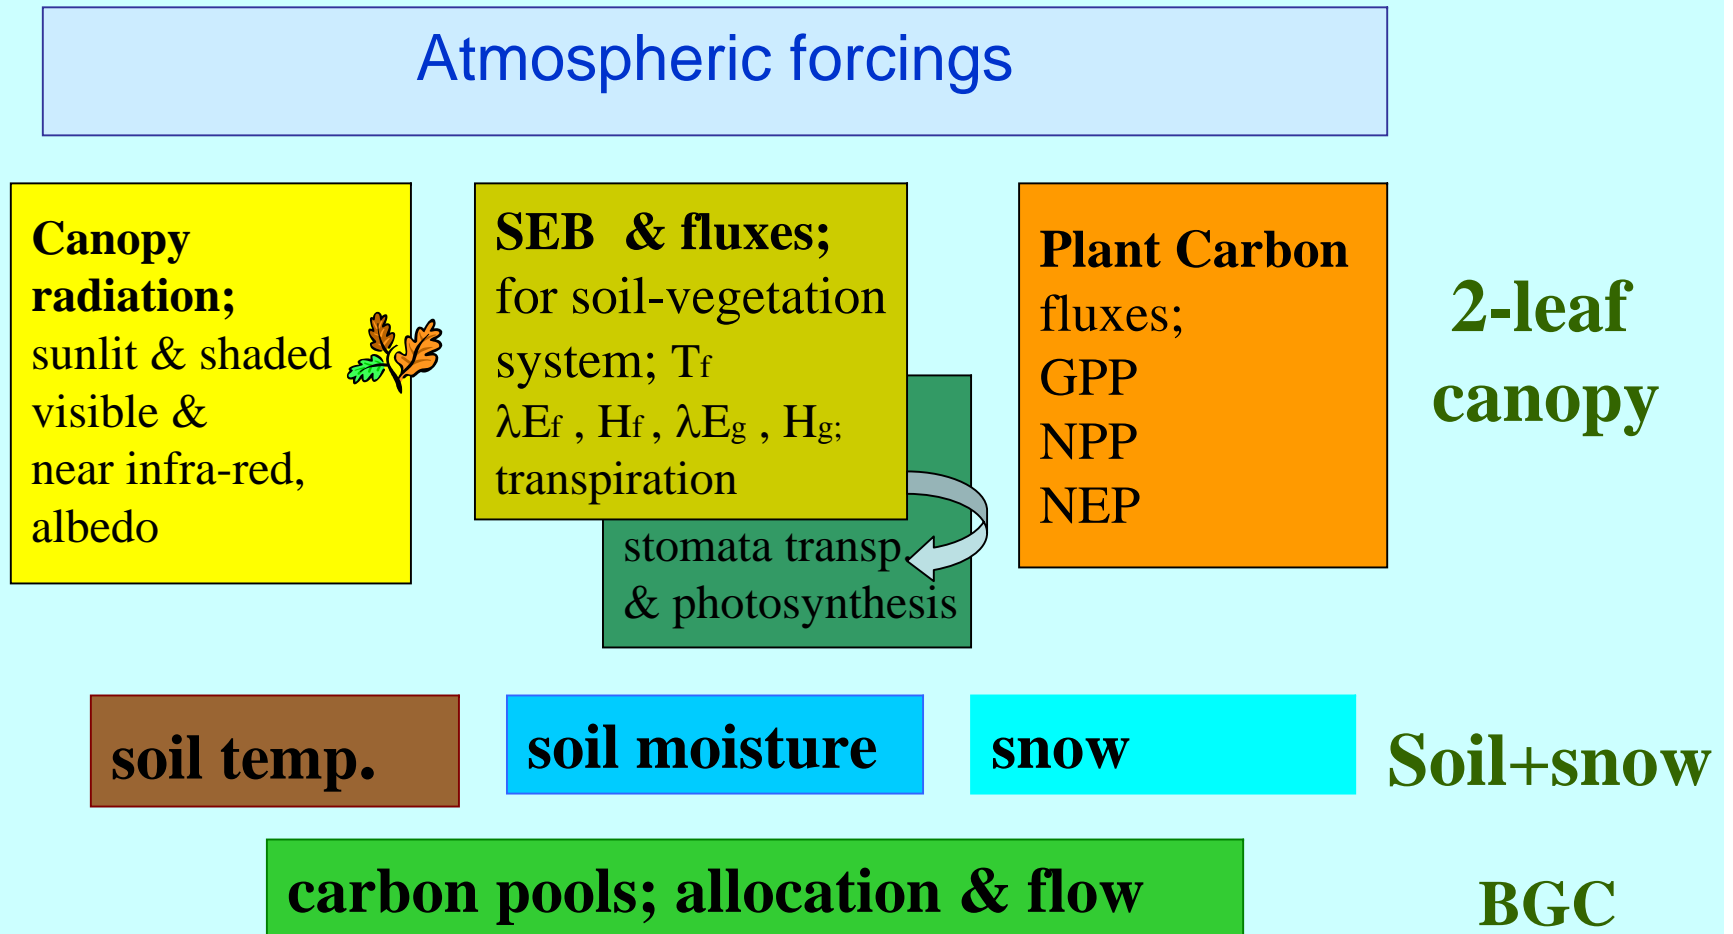 Atmospheric forcings
Canopy
radiation;
sunlit & shaded
visible &
near infra-red,
albedo
SEB & fluxes;
for soil-vegetation
system; Tf
λEf , Hf , λEg , Hg;
transpiration
stomata transp.
& photosynthesis
Plant Carbon
fluxes;
GPP
NPP
NEP
2-leaf
canopy
soil temp.
soil moisture
snow
Soil+snow
carbon pools; allocation & flow
BGC